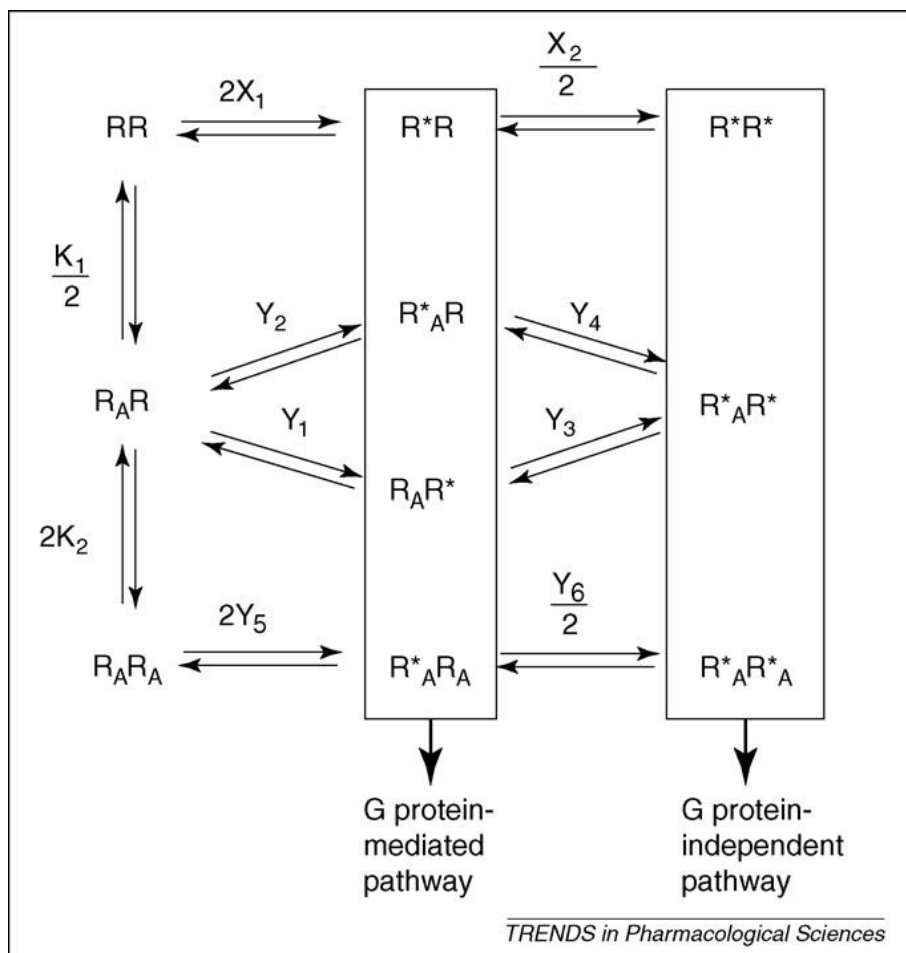 X2
2
2X1
RR
R*R
R*R*
K1
2
Y2
R*AR
Y4
RAR
R*AR*
Y1
Y3
RAR*
2K2
2Y5
Y6
2
RARA
R*ARA
R*AR*A
G protein-
mediated
pathway
G protein-
independent
pathway
TRENDS in Pharmacological Sciences